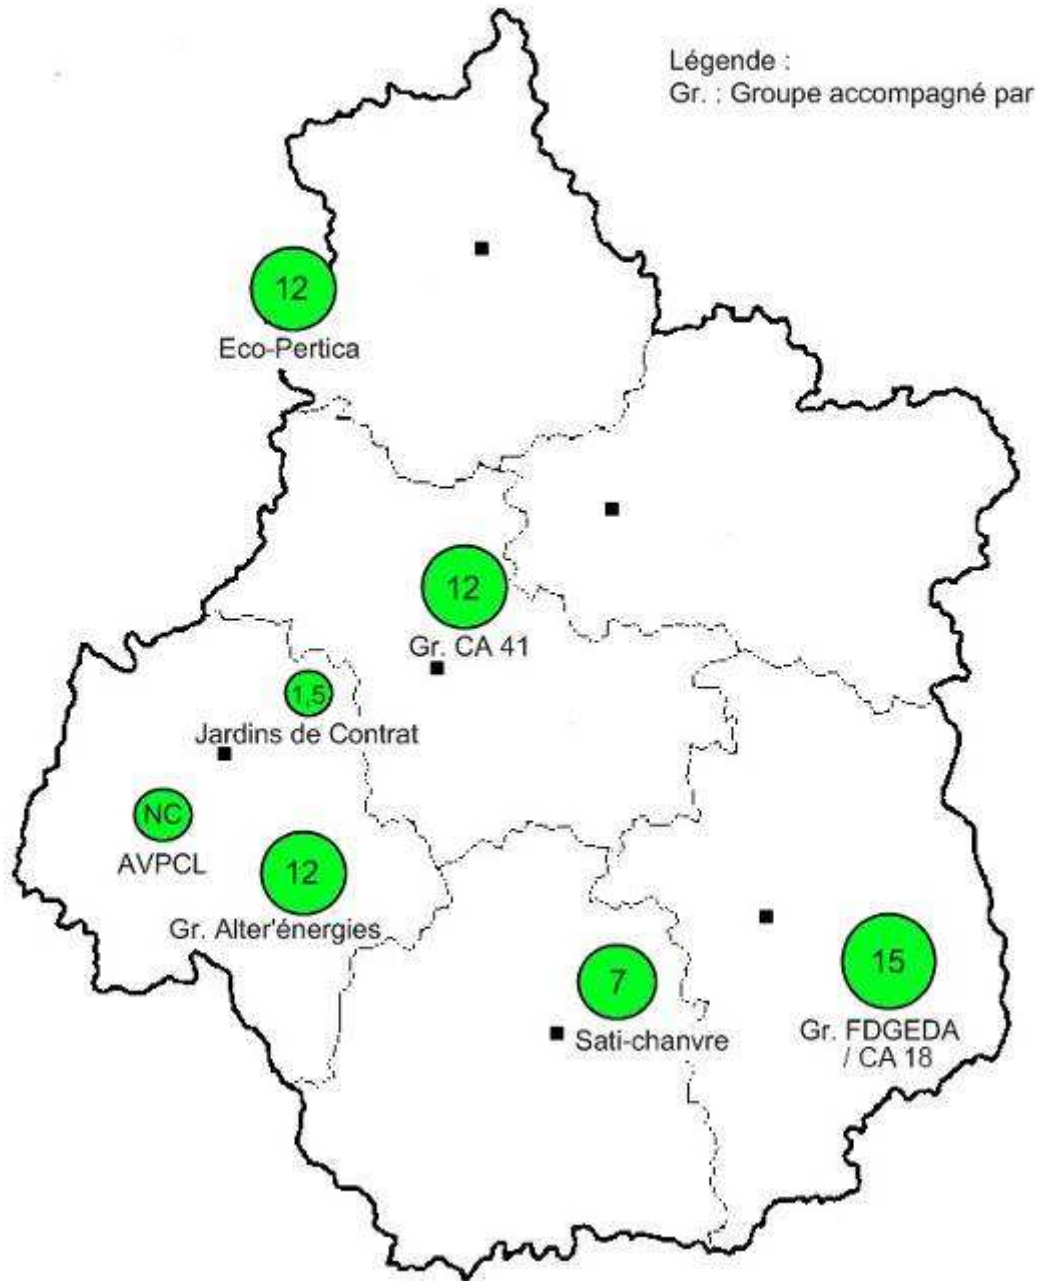 Légende :
Gr. : Groupe accompagné par
12
Eco-Pertica
12
Gr. CA 41
1,5
Jardins de Contrat
NC
AVPCL
12
Gr. Alter'énergies
7
Sati-chanvre
15
Gr. FDGEDA
/ CA 18